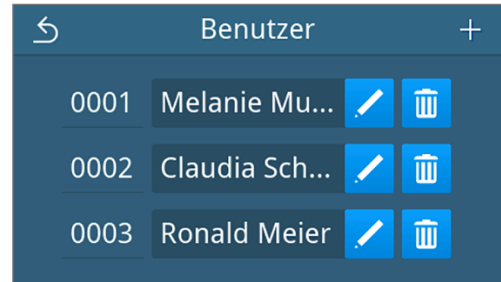 Benutzer
0001 Melanie Mu...
0002 Claudia Sch...
0003 Ronald Meier